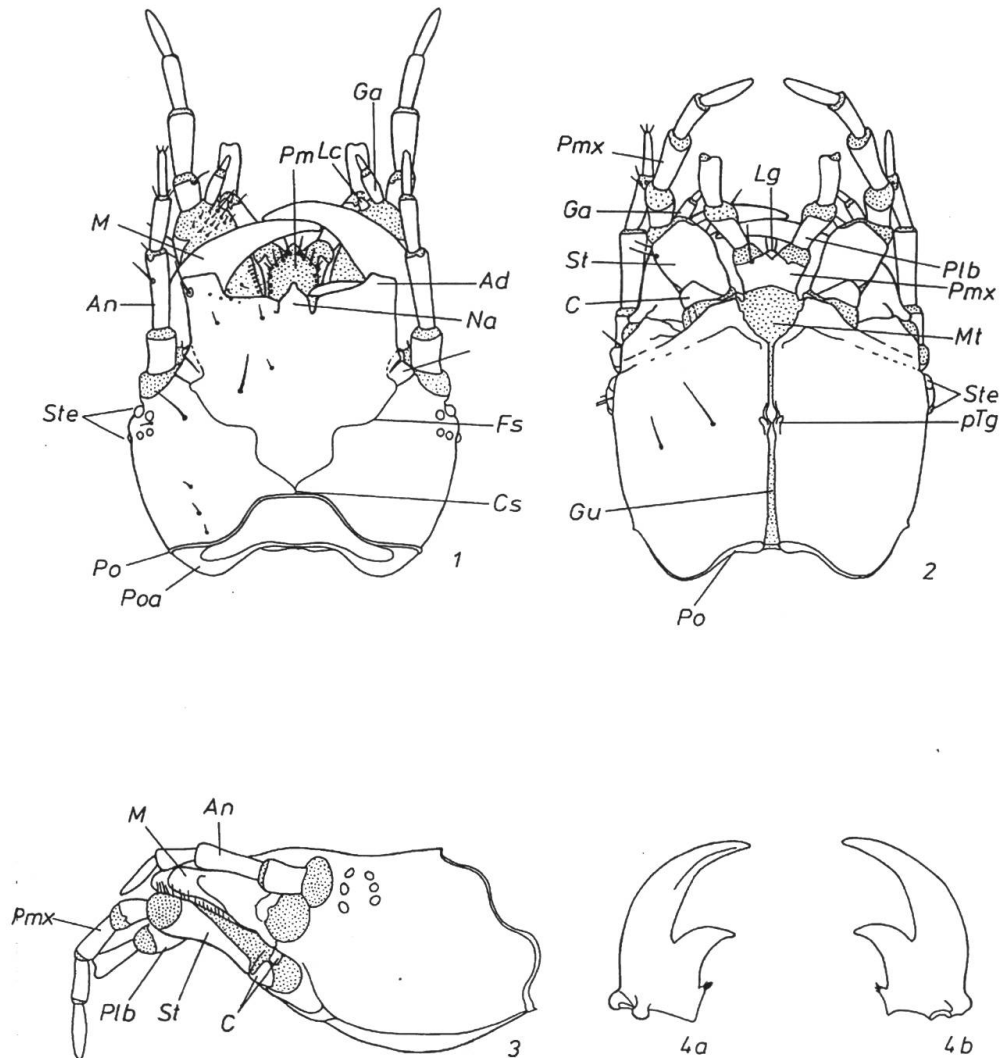 Ga
Pm Lc
M
An
Ad
Na
Ste
Fs
Cs
Po
Poa
1
Pmx
Lg
Ga
St
C
Plb
Pmx
Mt
Ste
pTg
Gu
Po
2
M
An
Pmx
Plb
St
C
3
4a
4b